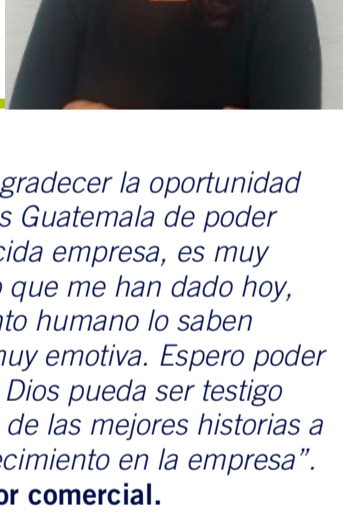 gradecer la oportunidad
s Guatemala de poder
cida empresa, es muy
o que me han dado hoy,
nto humano lo saben
muy emotiva. Espero poder
Dios pueda ser testigo
de las mejores historias a
ecimiento en la empresa”.
or comercial.